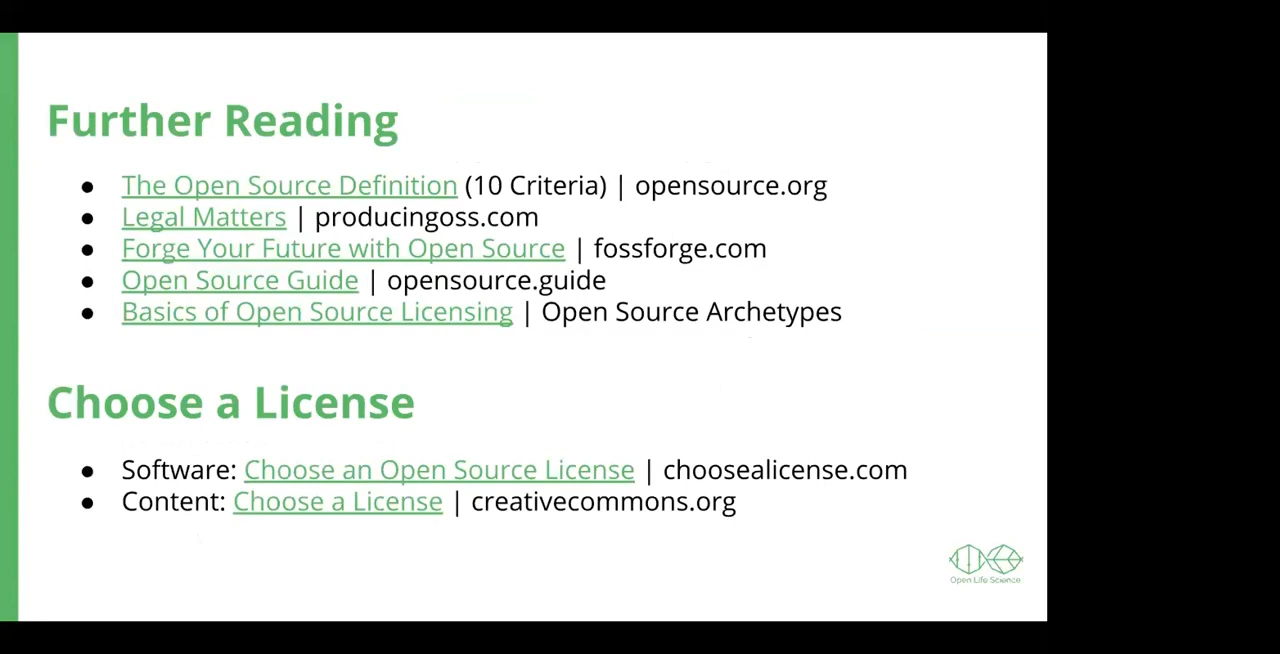 Further Reading
● The Open Source Definition (10 Criteria) | opensource.org
● Legal Matters | producingoss.com
● Forge Your Future with Open Source | fossforge.com
● Open Source Guide | opensource.guide
● Basics of Open Source Licensing | Open Source Archetypes
Choose a License
● Software: Choose an Open Source License | choosealicense.com
● Content: Choose a License | creativecommons.org
Open Life Science